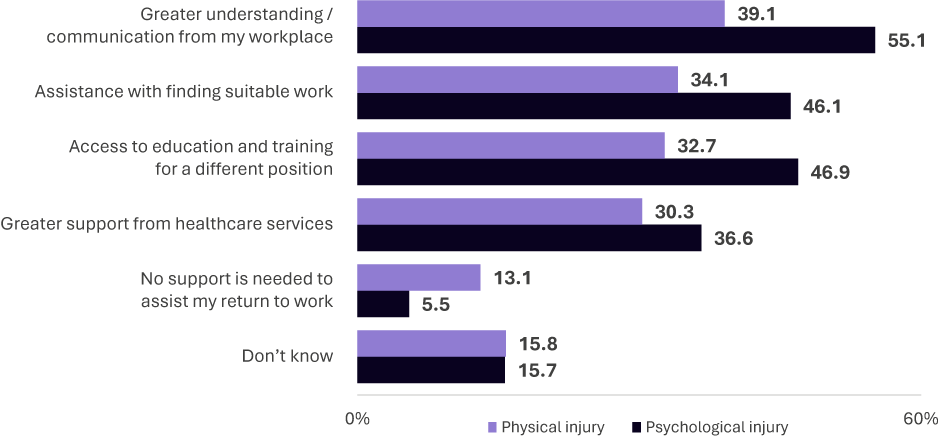 Greater understanding /
communication from my workplace
39.1
55.1
Assistance with finding suitable work
34.1
46.1
Access to education and training
for a different position
32.7
46.9
Greater support from healthcare services
30.3
36.6
No support is needed to
assist my return to work
13.1
5.5
Don’t know
15.8
15.7
0%
60%
Physical injury
Psychological injury